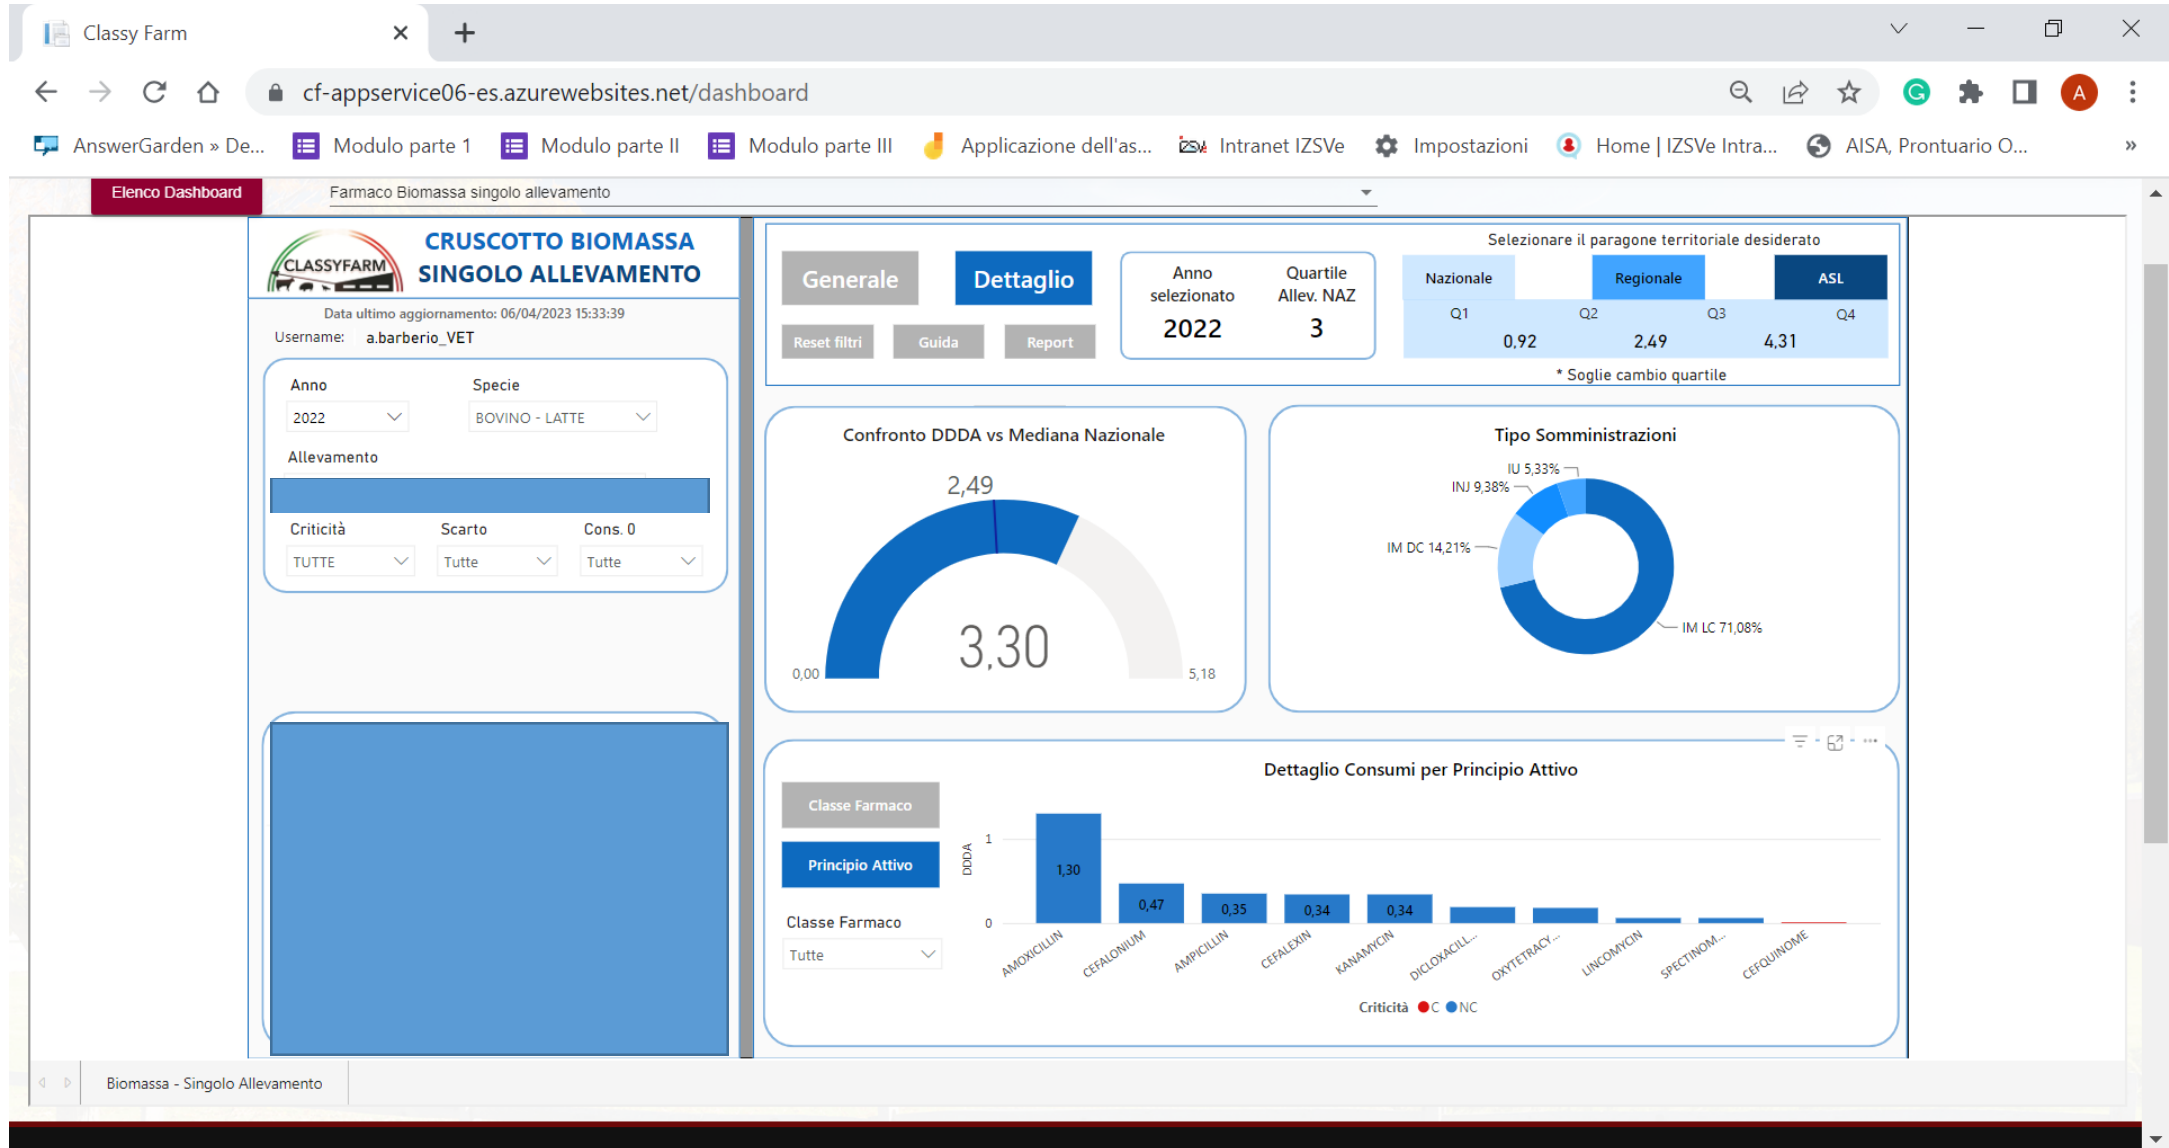 Classy Farm
cf-appservice06-es.azurewebsites.net/dashboard
A
AnswerGarden » De...
Modulo parte 1
Modulo parte II
Modulo parte III
Applicazione dell'as...
Intranet IZSVe
Impostazioni
Home | IZSVe Intra...
AISA, Prontuario O...
»
Elenco Dashboard
Farmaco Biomassa singolo allevamento
CLASSYFARM
CRUSCOTTO BIOMASSA
SINGOLO ALLEVAMENTO
Data ultimo aggiornamento: 06/04/2023 15:33:39
Username: a.barberio_VET
Anno
Specie
2022
BOVINO - LATTE
Allevamento
Criticità
Scarto
Cons. 0
TUTTE
Tutte
Tutte
Generale
Dettaglio
Reset filtri
Guida
Report
Anno
selezionato
2022
Quartile
Allev. NAZ
3
Selezionare il paragone territoriale desiderato
Nazionale
Regionale
ASL
Q1 Q2 Q3 Q4
0,92 2,49 4,31
* Soglie cambio quartile
Confronto DDDA vs Mediana Nazionale
2,49
3,30
0,00
5,18
Tipo Somministrazioni
IU 5,33%
INJ 9,38%
IM DC 14,21%
IM LC 71,08%
Dettaglio Consumi per Principio Attivo
Classe Farmaco
Principio Attivo
Classe Farmaco
Tutte
DDDA
1
0
1,30
0,47
0,35
0,34
0,34
AMOXICILLIN
CEFALONIUM
AMPICILLIN
CEFALEXIN
KANAMYCIN
DICLOXACILL...
OXYTETRACY...
LINCOMYCIN
SPECTINOM...
CEFQUINOME
Criticità C NC
Biomassa - Singolo Allevamento